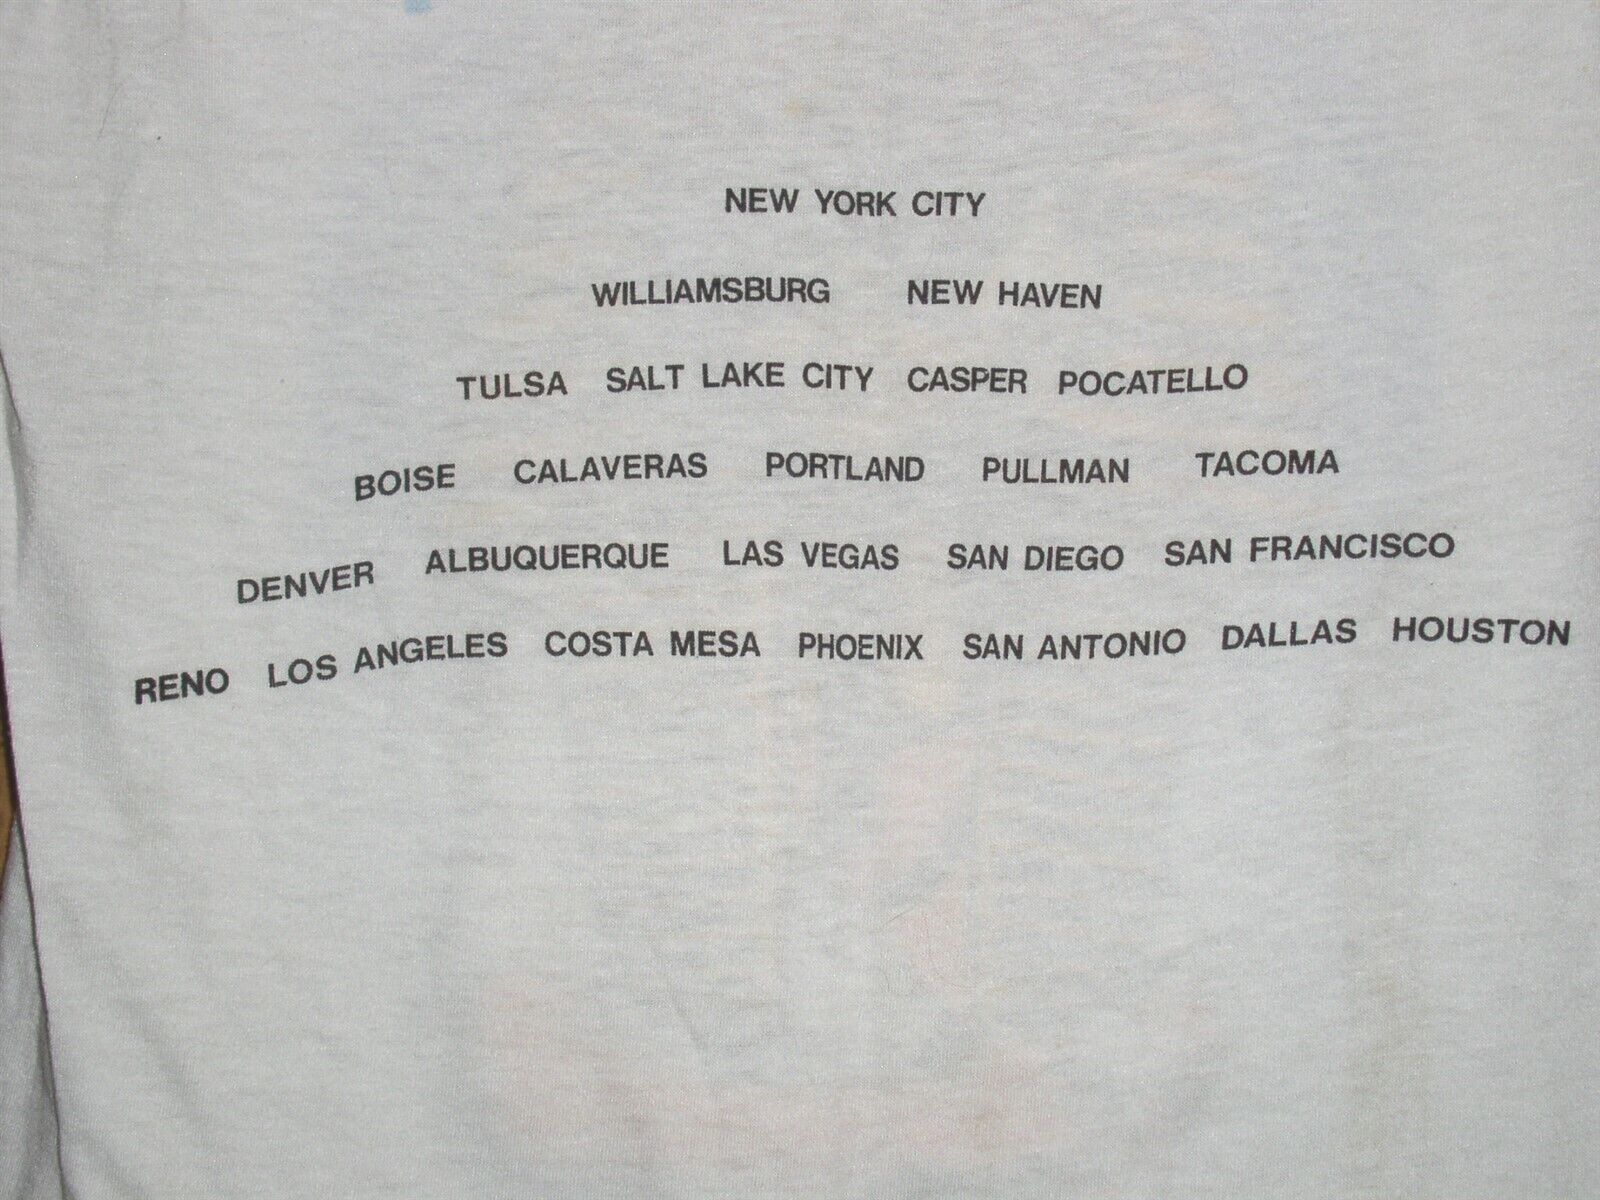 NEW YORK CITY
WILLIAMSBURG NEW HAVEN
TULSA SALT LAKE CITY CASPER POCATELLO
BOISE CALAVERAS PORTLAND PULLMAN TACOMA
DENVER ALBUQUERQUE LAS VEGAS SAN DIEGO SAN FRANCISCO
RENO LOS ANGELES COSTA MESA PHOENIX SAN ANTONIO DALLAS HOUSTON